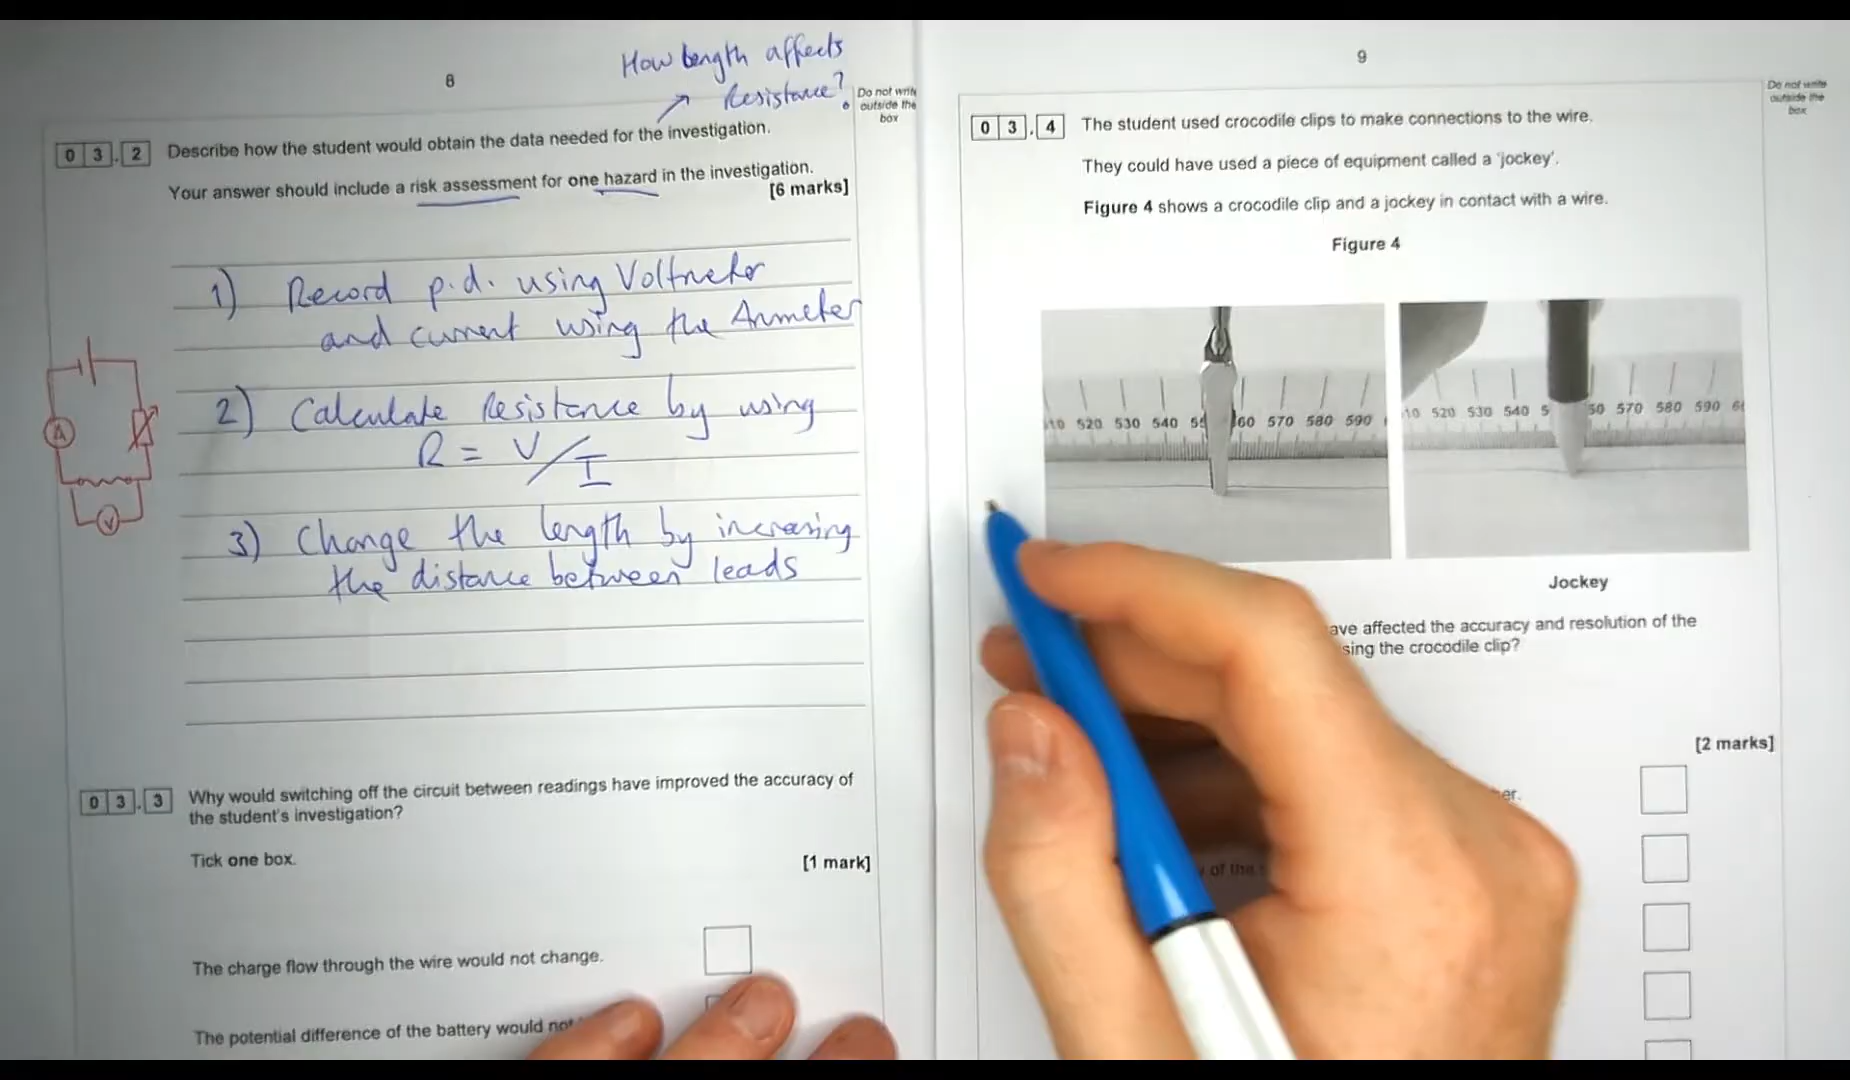 How length affects
Resistance?
8
Do not write
outside the
box
0 3 . 2 Describe how the student would obtain the data needed for the investigation.
Your answer should include a risk assessment for one hazard in the investigation.
[6 marks]
1) Record p.d. using Voltmeter
and current using the Ammeter
2) Calculate Resistance by using
R = V/I
3) Change the length by increasing
the distance between leads
A
V
0 3 . 3 Why would switching off the circuit between readings have improved the accuracy of
the student's investigation?
Tick one box.
[1 mark]
The charge flow through the wire would not change.
The potential difference of the battery would not
9
Do not write
outside the
box
0 3 . 4 The student used crocodile clips to make connections to the wire.
They could have used a piece of equipment called a 'jockey'.
Figure 4 shows a crocodile clip and a jockey in contact with a wire.
Figure 4
520 530 540 570 580 590
520 530 540 570 580 590
Jockey
ave affected the accuracy and resolution of the
sing the crocodile clip?
[2 marks]
er.
of the